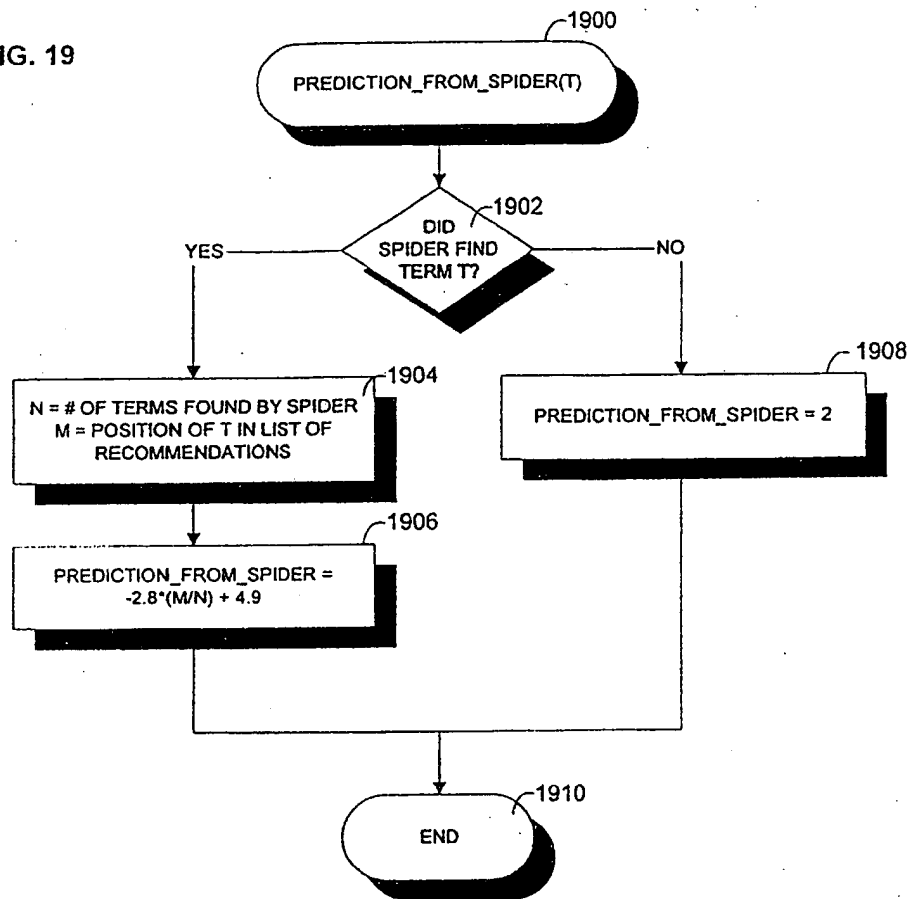 IG. 19
1900
PREDICTION_FROM_SPIDER(T)
1902
DID
SPIDER FIND
TERM T?
YES
NO
1904
N = # OF TERMS FOUND BY SPIDER
M = POSITION OF T IN LIST OF
RECOMMENDATIONS
1908
PREDICTION_FROM_SPIDER = 2
1906
PREDICTION_FROM_SPIDER =
-2.8*(M/N) + 4.9
1910
END